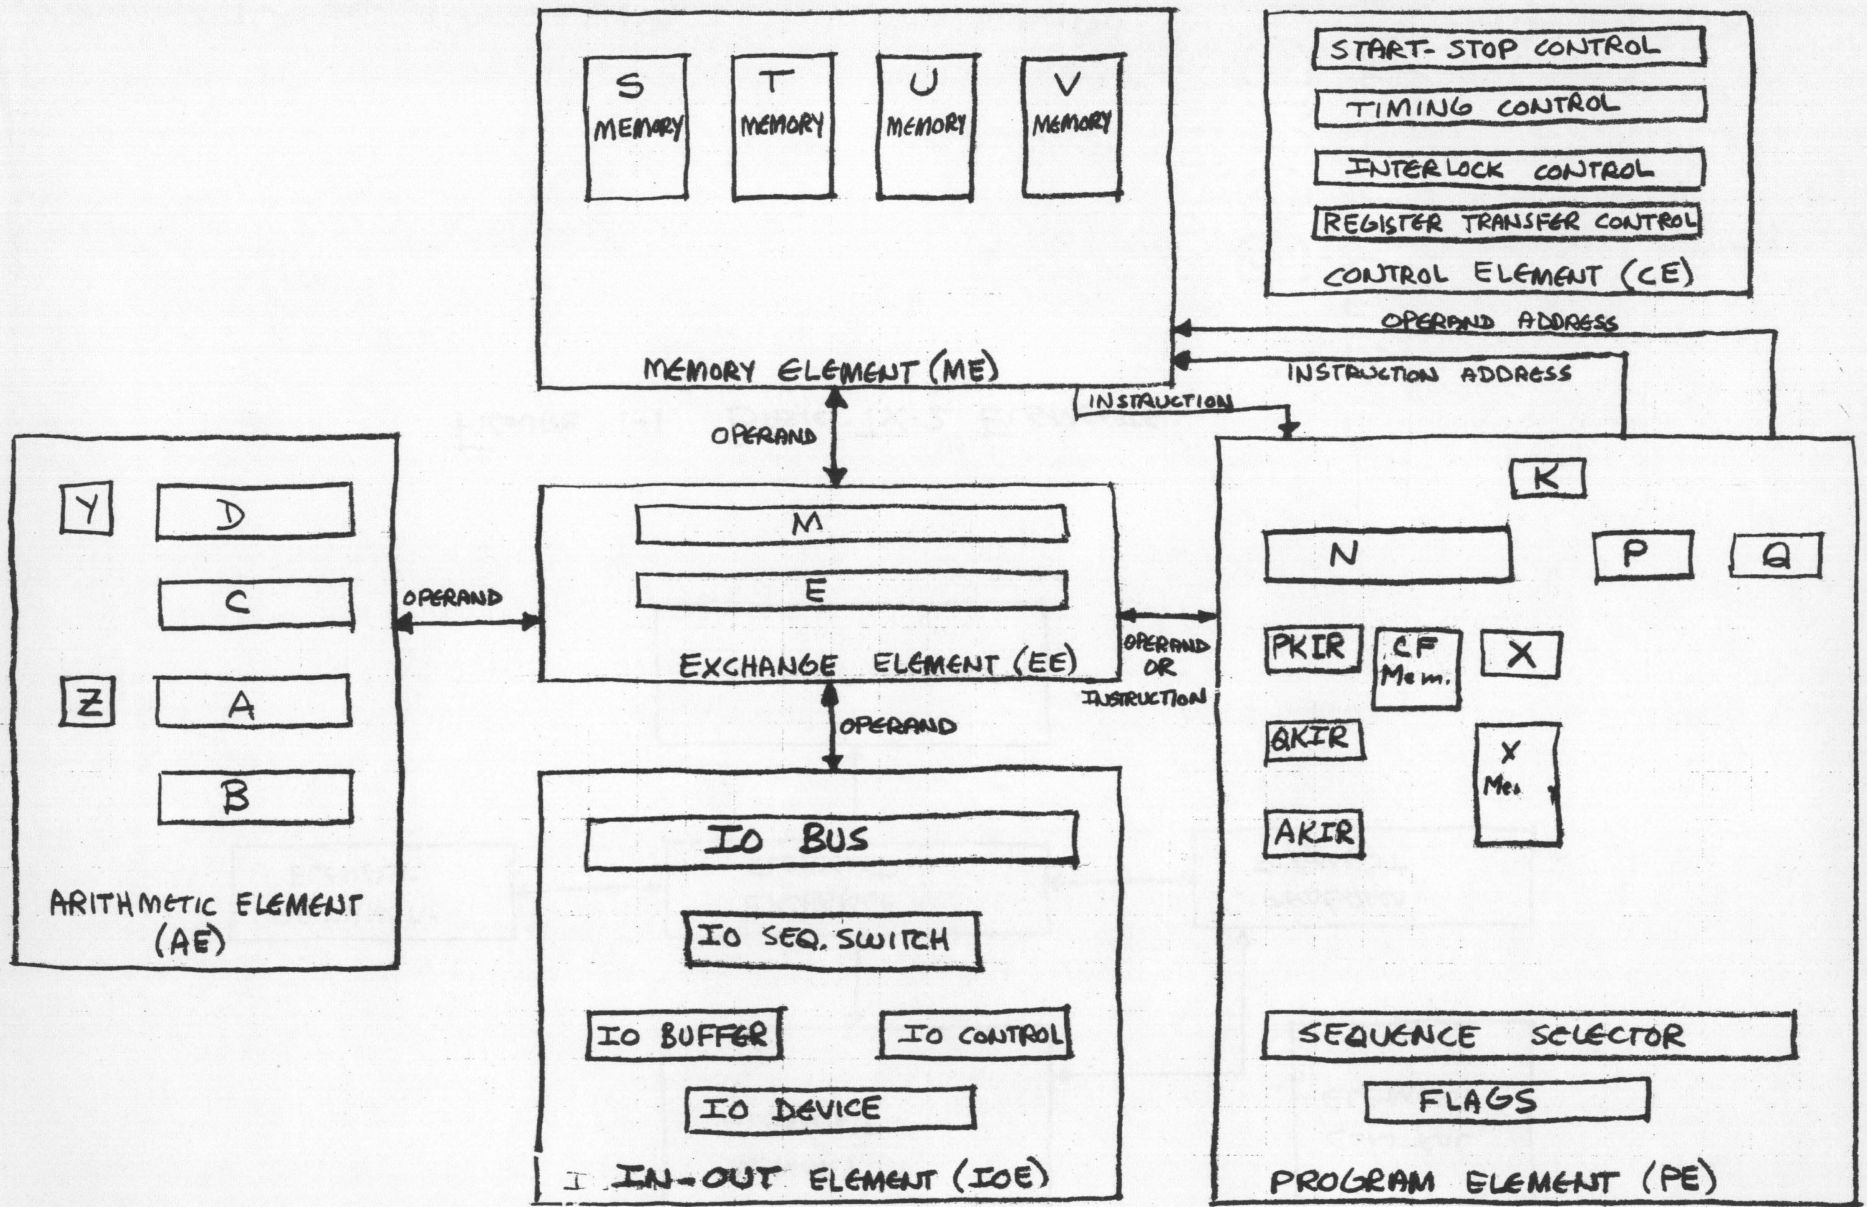 S
MEMORY
T
MEMORY
U
MEMORY
V
MEMORY
MEMORY ELEMENT (ME)
START-STOP CONTROL
TIMING CONTROL
INTERLOCK CONTROL
REGISTER TRANSFER CONTROL
CONTROL ELEMENT (CE)
OPERAND ADDRESS
INSTRUCTION ADDRESS
INSTRUCTION
OPERAND
Y
D
C
Z
A
B
ARITHMETIC ELEMENT
(AE)
OPERAND
M
E
EXCHANGE ELEMENT (EE)
OPERAND
OR
INSTRUCTION
OPERAND
IO BUS
IO SEQ. SWITCH
IO BUFFER
IO CONTROL
IO DEVICE
IN-OUT ELEMENT (IOE)
K
N
P
Q
PKIR
CF
Mem.
X
QKIR
X
AKIR
SEQUENCE SELECTOR
FLAGS
PROGRAM ELEMENT (PE)